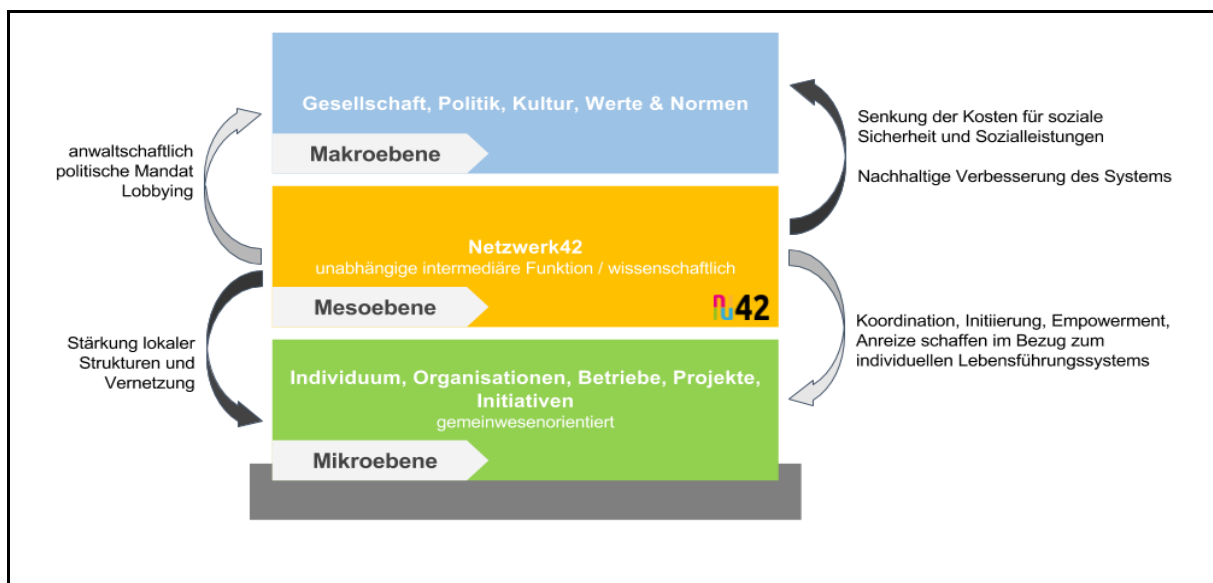 Gesellschaft, Politik, Kultur, Werte & Normen
Makroebene
anwaltschaftlich
politische Mandat
Lobbying
Senkung der Kosten für soziale
Sicherheit und Sozialleistungen
Nachhaltige Verbesserung des Systems
Netzwerk42
unabhängige intermediäre Funktion / wissenschaftlich
Mesoebene
nu42
Stärkung lokaler
Strukturen und
Vernetzung
Koordination, Initiierung, Empowerment,
Anreize schaffen im Bezug zum
individuellen Lebensführungssystems
Individuum, Organisationen, Betriebe, Projekte,
Initiativen
gemeinwesenorientiert
Mikroebene